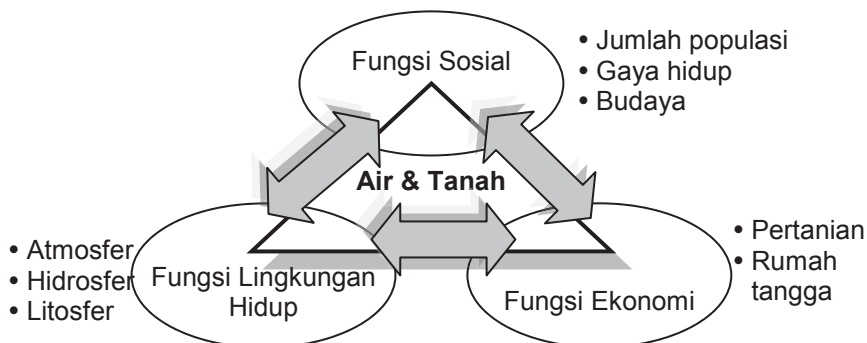 Fungsi Sosial
• Jumlah populasi
• Gaya hidup
• Budaya
Air & Tanah
• Atmosfer
• Hidrosfer
• Litosfer
Fungsi Lingkungan
Hidup
Fungsi Ekonomi
• Pertanian
• Rumah
tangga